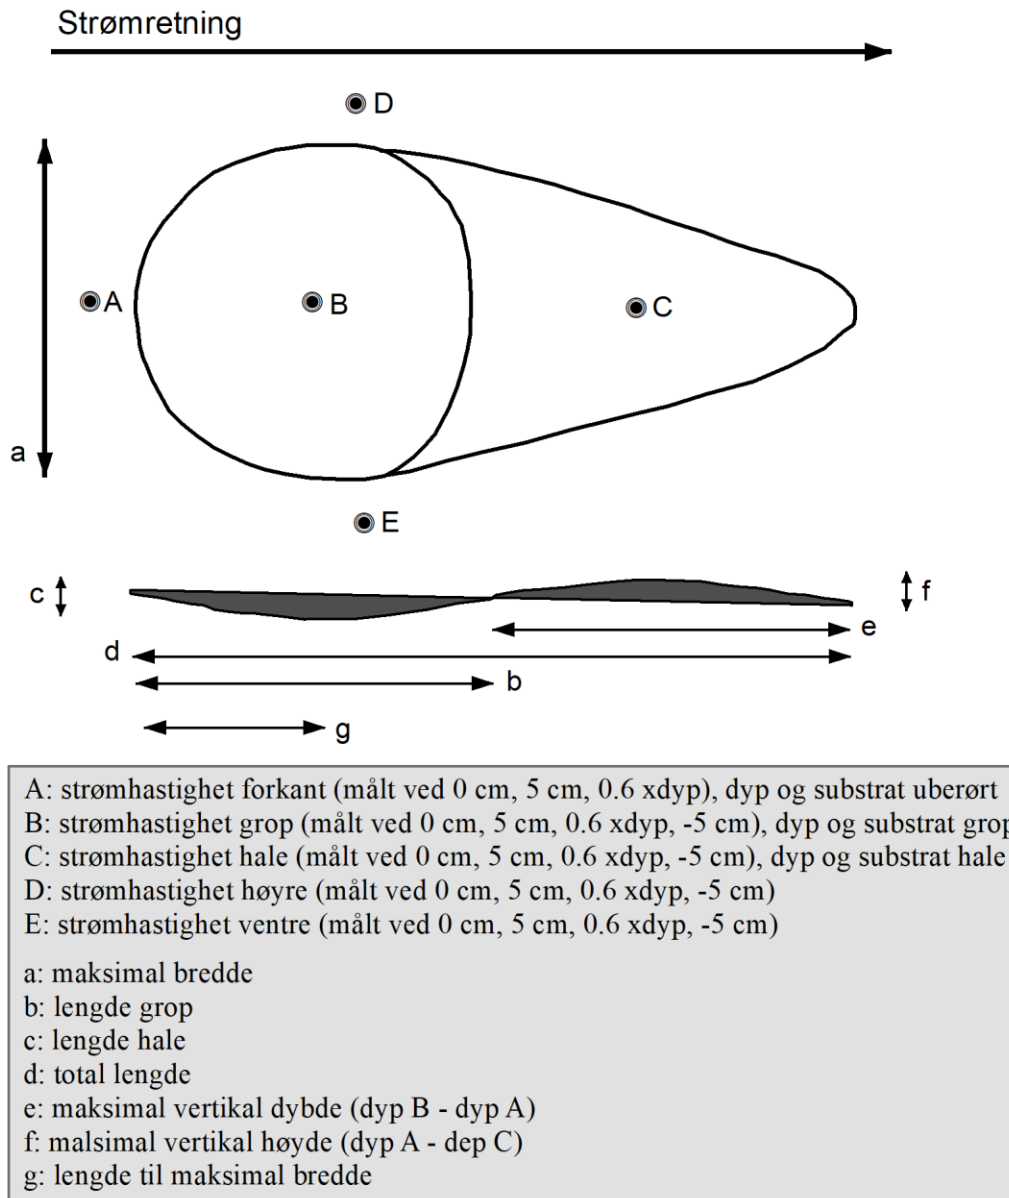 Strømretning
D
A
B
C
a
E
c
f
e
d
b
g
A: strømhastighet forkant (målt ved 0 cm, 5 cm, 0.6 xdyp), dyp og substrat uberørt
B: strømhastighet grop (målt ved 0 cm, 5 cm, 0.6 xdyp, -5 cm), dyp og substrat grop
C: strømhastighet hale (målt ved 0 cm, 5 cm, 0.6 xdyp, -5 cm), dyp og substrat hale
D: strømhastighet høyre (målt ved 0 cm, 5 cm, 0.6 xdyp, -5 cm)
E: strømhastighet ventre (målt ved 0 cm, 5 cm, 0.6 xdyp, -5 cm)
a: maksimal bredde
b: lengde grop
c: lengde hale
d: total lengde
e: maksimal vertikal dybde (dyp B - dyp A)
f: malsimal vertikal høyde (dyp A - dep C)
g: lengde til maksimal bredde